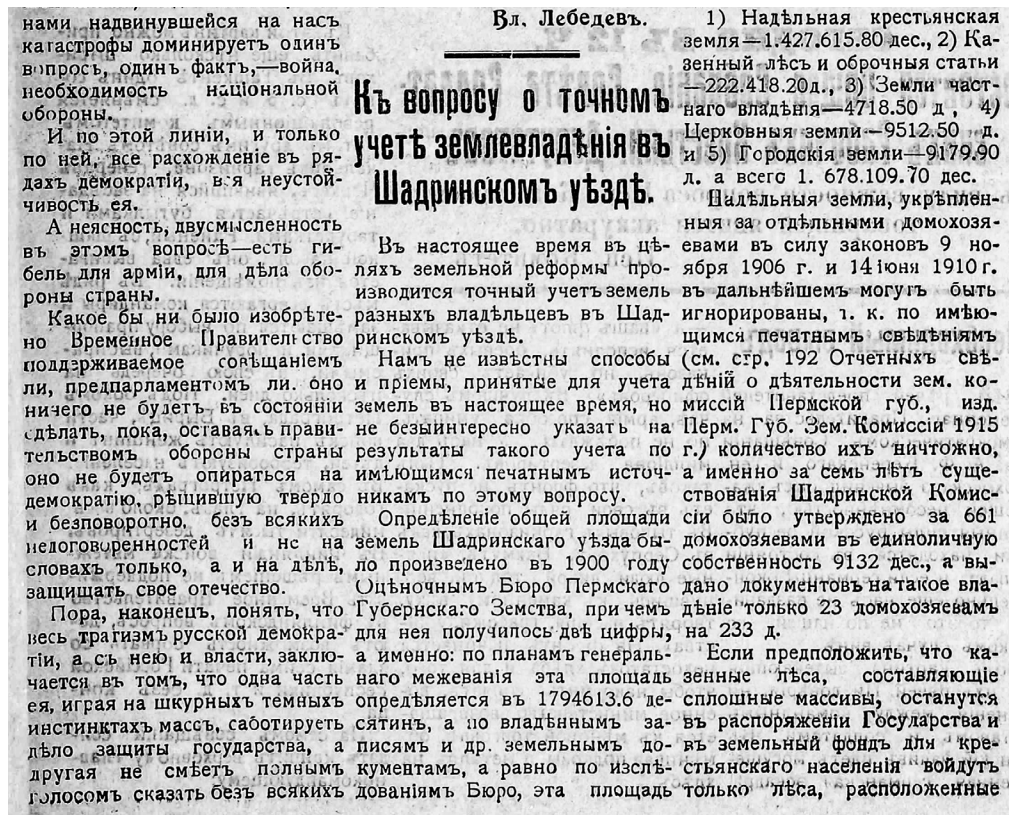 нами надвинувшейся на насъ
катастрофы доминируетъ одинъ
вопросъ, одинъ фактъ,—война,
необходимость національной
обороны.
И по этой линіи, и только
по ней, все расхожденіе въ ря-
дахъ демократіи, вся неустой-
чивость ея.
А неясность, двусмысленность
въ этомъ вопросѣ—есть ги-
бель для арміи, для дѣла обо-
роны страны.
Какое бы ни было изобрѣте-
но Временное Правительство
поддерживаемое совѣщаніемъ
ли, предпарламентомъ ли. оно
ничего не будетъ въ состояніи
сдѣлать, пока, оставаясь прави-
тельствомъ обороны страны
оно не будетъ опираться на
демократію, рѣшившую твердо
и безповоротно, безъ всякихъ
недоговоренностей и не на
словахъ только, а и на дѣлѣ,
защищать свое отечество.
Пора, наконецъ, понять, что
весь трагизмъ русской демокра-
тіи, а съ нею и власти, заклю-
чается въ томъ, что одна часть
ея, играя на шкурныхъ темныхъ
инстинктахъ массъ, саботируетъ
дѣло защиты государства, а
другая не смѣетъ полнымъ
голосомъ сказать безъ всякихъ
Вл. Лебедевъ.
Къ вопросу о точномъ
учетѣ землевладѣнія въ
Шадринскомъ уѣздѣ.
Въ настоящее время въ цѣ-
ляхъ земельной реформы про-
изводится точный учетъ земель
разныхъ владѣльцевъ въ Шад-
ринскомъ уѣздѣ.
Намъ не извѣстны способы
и пріемы, принятые для учета
земель въ настоящее время, но
не безыинтересно указать на
результаты такого учета по
имѣющимся печатнымъ источ-
никамъ по этому вопросу.
Опредѣленіе общей площади
земель Шадринскаго уѣзда бы-
ло произведено въ 1900 году
Оцѣночнымъ Бюро Пермскаго
Губернскаго Земства, при чемъ
для нея получилось двѣ цифры,
а именно: по планамъ генераль-
наго межеванія эта площадь
опредѣляется въ 1794613.6 де-
сятинъ, а по владѣннымъ за-
писямъ и др. земельнымъ до-
кументамъ, а равно по изслѣ-
дованіямъ Бюро, эта площадь
1) Надѣльная крестьянская
земля—1.427.615.80 дес., 2) Ка-
зенный лѣсъ и оброчныя статьи
—222.418.20д., 3) Земли част-
наго владѣнія—4718.50 д , 4)
Церковныя земли—9512.50 д.
и 5) Городскія земли—9179.90
д. а всего 1. 678.109.70 дес.
Надѣльныя земли, укрѣплен-
ныя за отдѣльными домохозя-
евами въ силу законовъ 9 но-
ября 1906 г. и 14 іюня 1910 г.
въ дальнѣйшемъ могутъ быть
игнорированы, т. к. по имѣю-
щимся печатнымъ свѣдѣніямъ
(см. стр. 192 Отчетныхъ свѣ-
дѣній о дѣятельности зем. ко-
миссій Пермской губ., изд.
Перм. Губ. Зем. Комиссіи 1915
г.) количество ихъ ничтожно,
а именно за семь лѣтъ суще-
ствованія Шадринской Комис-
сіи было утверждено за 661
домохозяевами въ единоличную
собственность 9132 дес., а вы-
дано документовъ на такое вла-
дѣніе только 23 домохозяевамъ
на 233 д.
Если предположить, что ка-
зенные лѣса, составляющіе
сплошные массивы, останутся
въ распоряженіи Государства и
въ земельный фондъ для кре-
стьянскаго населенія войдутъ
только лѣса, расположенные